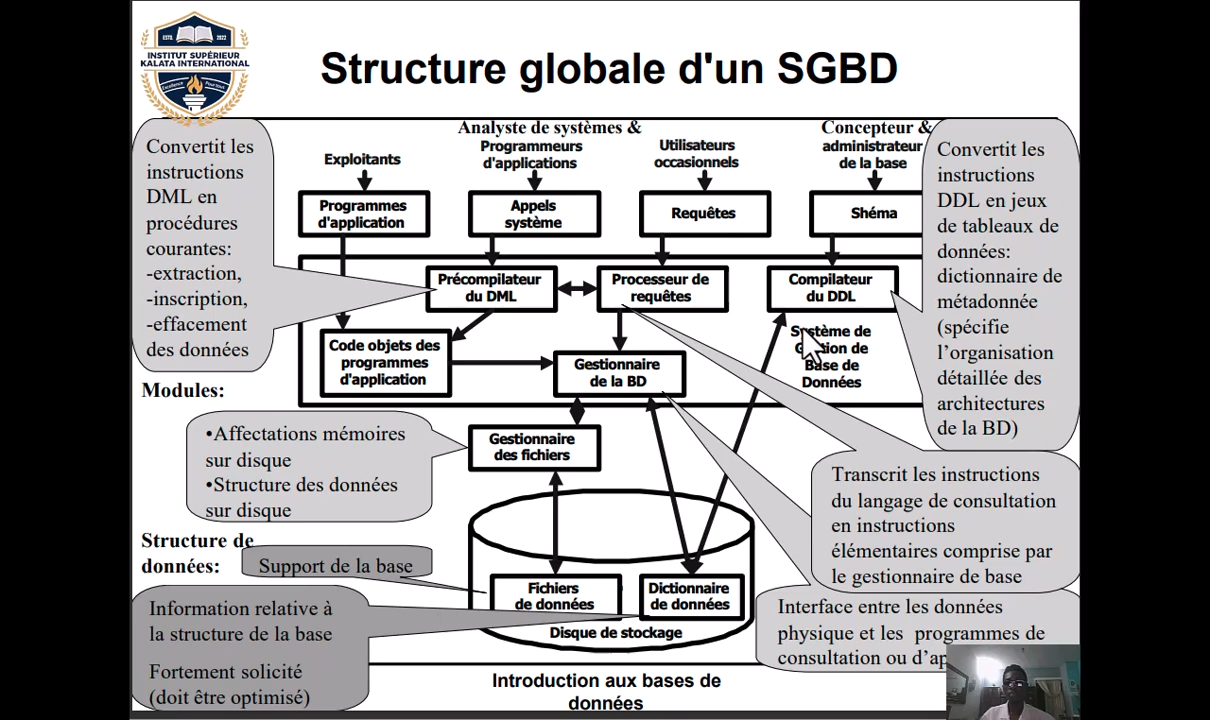 ESTD. 2022
INSTITUT SUPÉRIEUR
KALATA INTERNATIONAL
Excellence Pour tous
Structure globale d'un SGBD
Analyste de systèmes &
Programmeurs
d'applications
Exploitants
Utilisateurs
occasionnels
Concepteur &
administrateur
de la base
Programmes
d'application
Appels
système
Requêtes
Shéma
Convertit les
instructions
DML en
procédures
courantes:
-extraction,
-inscription,
-effacement
des données
Convertit les
instructions
DDL en jeux
de tableaux de
données:
dictionnaire de
métadonnée
(spécifie
l’organisation
détaillée des
architectures
de la BD)
Précompilateur
du DML
Processeur de
requêtes
Compilateur
du DDL
Code objets des
programmes
d'application
Gestionnaire
de la BD
Système de
Gestion de
Base de
Données
Modules:
•Affectations mémoires
sur disque
•Structure des données
sur disque
Gestionnaire
des fichiers
Transcrit les instructions
du langage de consultation
en instructions
élémentaires comprise par
le gestionnaire de base
Structure de
données:
Support de la base
Information relative à
la structure de la base
Fortement solicité
(doit être optimisé)
Fichiers
de données
Dictionnaire
de données
Disque de stockage
Interface entre les données
physique et les programmes de
consultation ou
Introduction aux bases de
données